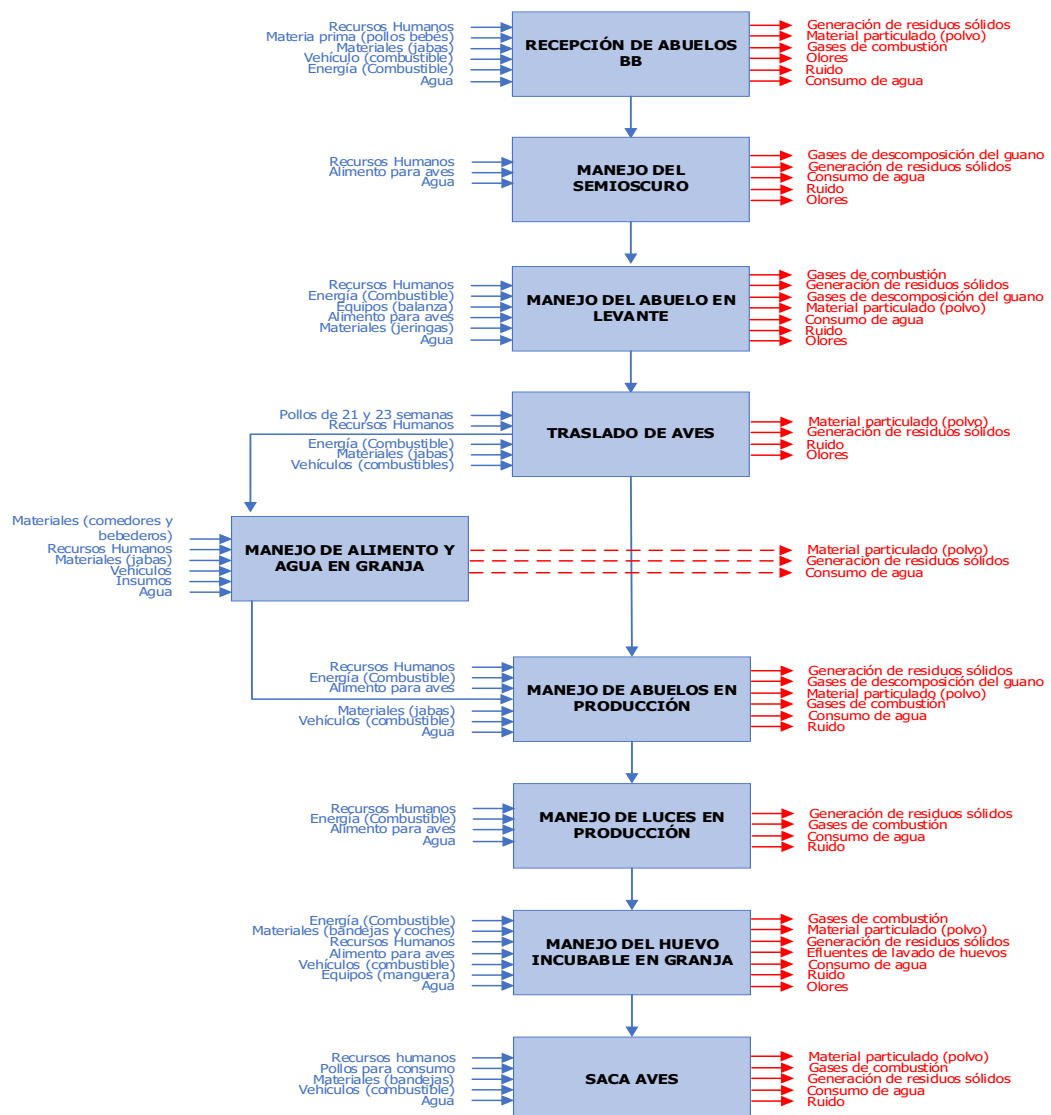 Recursos Humanos
Materia prima (pollos bebés)
Materiales (jabas)
Vehículo (combustible)
Energía (Combustible)
Agua
RECEPCIÓN DE ABUELOS
BB
Generación de residuos sólidos
Material particulado (polvo)
Gases de combustión
Olores
Ruido
Consumo de agua
Recursos Humanos
Alimento para aves
Agua
MANEJO DEL
SEMIOSCURO
Gases de descomposición del guano
Generación de residuos sólidos
Consumo de agua
Ruido
Olores
Recursos Humanos
Energía (Combustible)
Equipos (balanza)
Alimento para aves
Materiales (jeringas)
Agua
MANEJO DEL ABUELO EN
LEVANTE
Gases de combustión
Generación de residuos sólidos
Gases de descomposición del guano
Material particulado (polvo)
Consumo de agua
Ruido
Olores
Pollos de 21 y 23 semanas
Recursos Humanos
Energía (Combustible)
Materiales (jabas)
Vehículos (combustibles)
TRASLADO DE AVES
Material particulado (polvo)
Generación de residuos sólidos
Ruido
Olores
Materiales (comedores y
bebederos)
Recursos Humanos
Materiales (jabas)
Vehículos
Insumos
Agua
MANEJO DE ALIMENTO Y
AGUA EN GRANJA
Material particulado (polvo)
Generación de residuos sólidos
Consumo de agua
Recursos Humanos
Energía (Combustible)
Alimento para aves
Materiales (jabas)
Vehículos (combustible)
Agua
MANEJO DE ABUELOS EN
PRODUCCIÓN
Generación de residuos sólidos
Gases de descomposición del guano
Material particulado (polvo)
Gases de combustión
Consumo de agua
Ruido
Recursos Humanos
Energía (Combustible)
Alimento para aves
Agua
MANEJO DE LUCES EN
PRODUCCIÓN
Generación de residuos sólidos
Gases de combustión
Consumo de agua
Ruido
Energía (Combustible)
Materiales (bandejas y coches)
Recursos Humanos
Alimento para aves
Vehículos (combustible)
Equipos (manguera)
Agua
MANEJO DEL HUEVO
INCUBABLE EN GRANJA
Gases de combustión
Material particulado (polvo)
Generación de residuos sólidos
Efluentes de lavado de huevos
Consumo de agua
Ruido
Olores
Recursos humanos
Pollos para consumo
Materiales (bandejas)
Vehículos (combustible)
Agua
SACA AVES
Material particulado (polvo)
Gases de combustión
Generación de residuos sólidos
Consumo de agua
Ruido